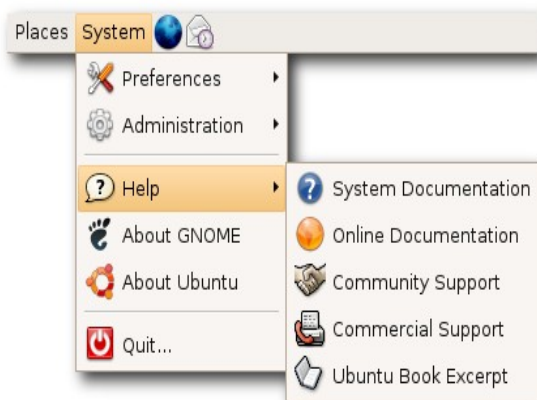 Places System
Preferences
Administration
Help
About GNOME
About Ubuntu
Quit...
System Documentation
Online Documentation
Community Support
Commercial Support
Ubuntu Book Excerpt